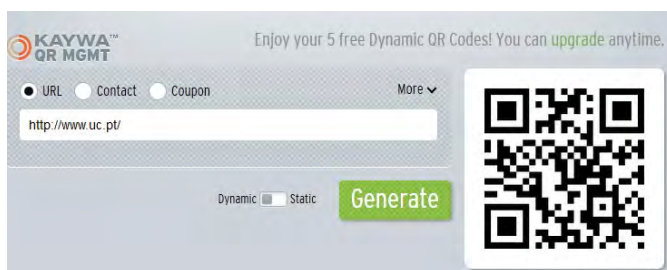 KAYWA™
QR MGMT
Enjoy your 5 free Dynamic QR Codes! You can upgrade anytime.
URL Contact Coupon More
http://www.uc.pt/
Dynamic Static Generate